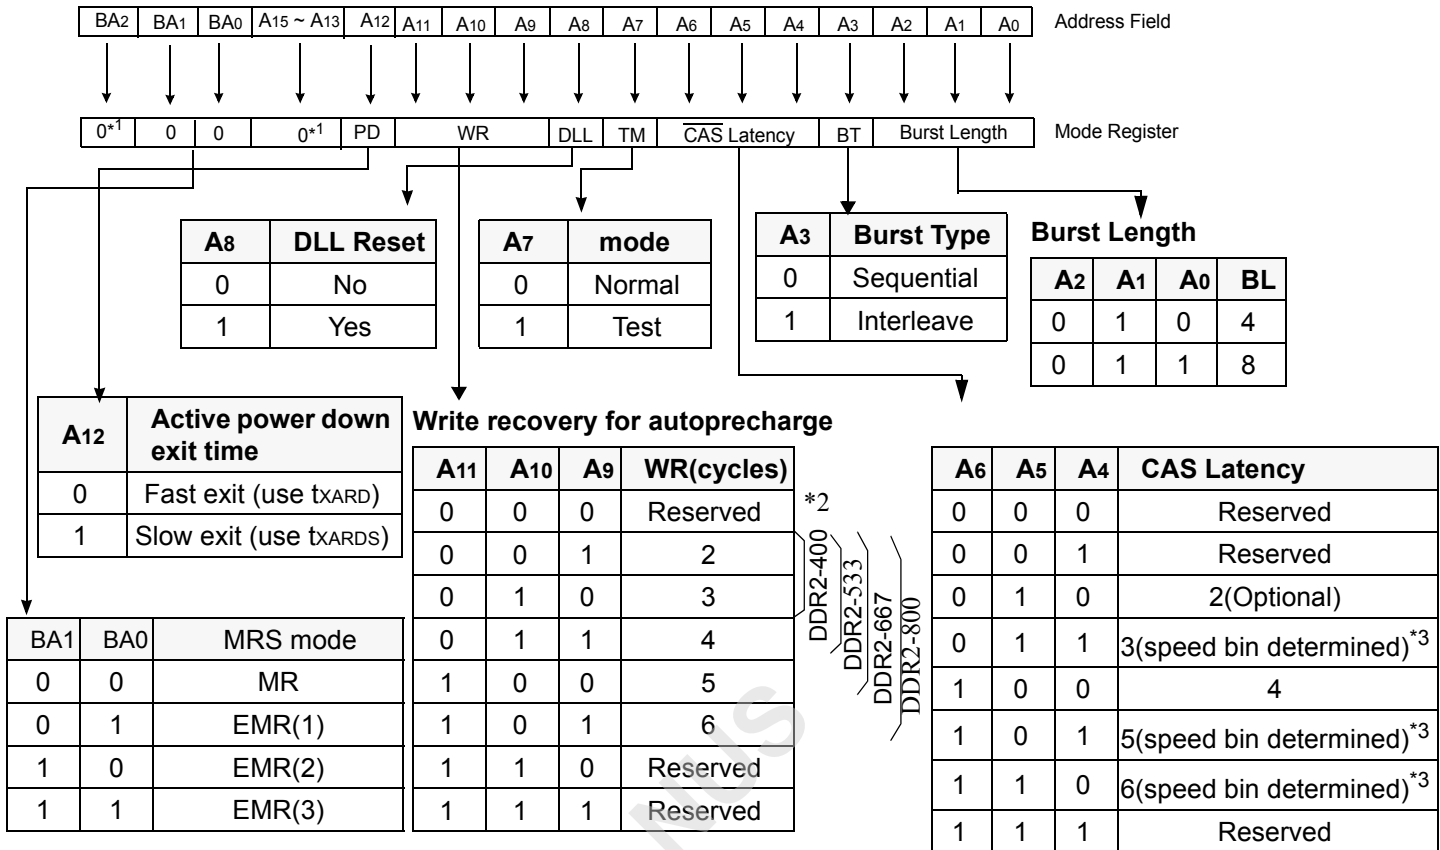 BA2 BA1 BA0 A15 ~ A13 A12 A11 A10 A9 A8 A7 A6 A5 A4 A3 A2 A1 A0 Address Field
0*1 0 0 0*1 PD WR DLL TM CAS Latency BT Burst Length Mode Register
A8 DLL Reset
0 No
1 Yes
A7 mode
0 Normal
1 Test
A3 Burst Type
0 Sequential
1 Interleave
Burst Length
A2 A1 A0 BL
0 1 0 4
0 1 1 8
A12 Active power down exit time
0 Fast exit (use tXARD)
1 Slow exit (use tXARDS)
Write recovery for autoprecharge
A11 A10 A9 WR(cycles)
0 0 0 Reserved
0 0 1 2
0 1 0 3
0 1 1 4
1 0 0 5
1 0 1 6
1 1 0 Reserved
1 1 1 Reserved
*2
DDR2-400
DDR2-533
DDR2-667
DDR2-800
A6 A5 A4 CAS Latency
0 0 0 Reserved
0 0 1 Reserved
0 1 0 2(Optional)
0 1 1 3(speed bin determined)*3
1 0 0 4
1 0 1 5(speed bin determined)*3
1 1 0 6(speed bin determined)*3
1 1 1 Reserved
BA1 BA0 MRS mode
0 0 MR
0 1 EMR(1)
1 0 EMR(2)
1 1 EMR(3)
NUS